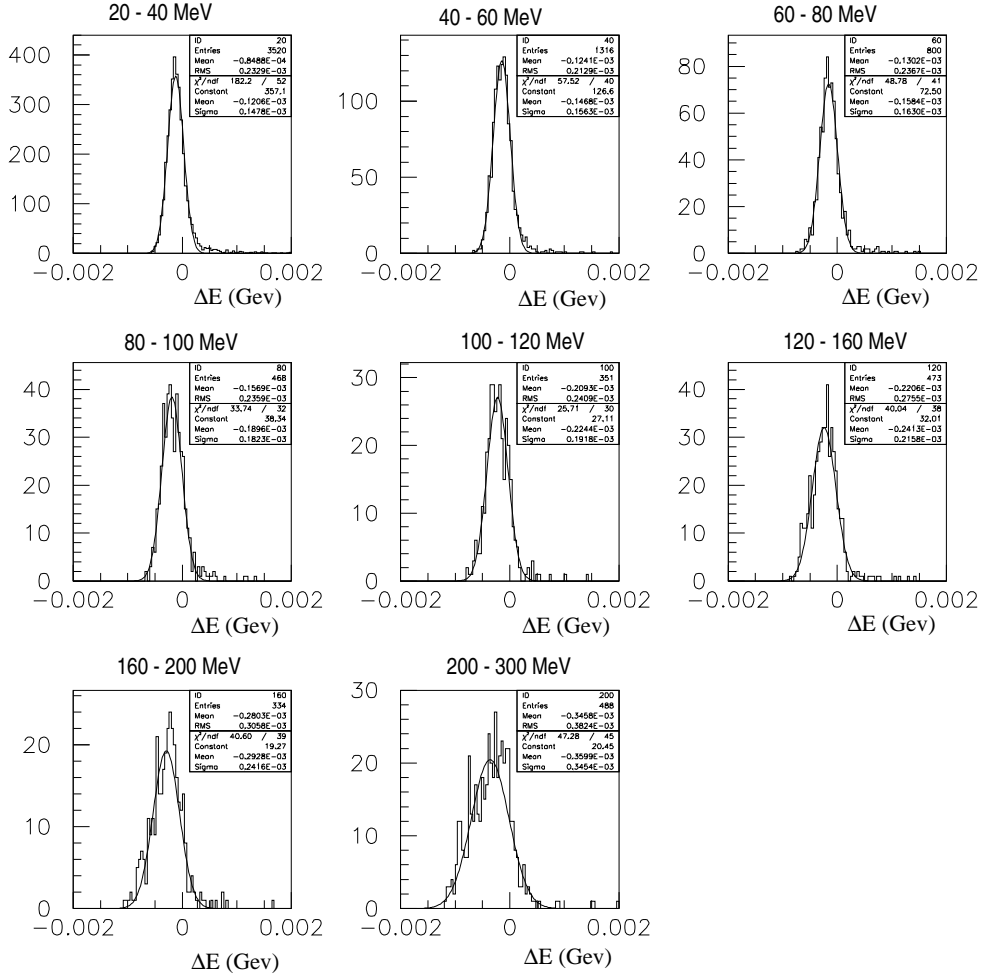 20 - 40 MeV
ID 20
Entries 3520
Mean -0.8488E-04
RMS 0.2329E-03
χ²/ndf 182.2 / 52
Constant 357.1
Mean -0.1206E-03
Sigma 0.1478E-03
400
300
200
100
0
-0.002 0 0.002
ΔE (Gev)
40 - 60 MeV
ID 40
Entries 1316
Mean -0.1241E-03
RMS 0.2129E-03
χ²/ndf 57.52 / 40
Constant 126.6
Mean -0.1468E-03
Sigma 0.1563E-03
100
50
0
-0.002 0 0.002
ΔE (Gev)
60 - 80 MeV
ID 60
Entries 800
Mean -0.1302E-03
RMS 0.2367E-03
χ²/ndf 48.78 / 41
Constant 72.50
Mean -0.1584E-03
Sigma 0.1630E-03
80
60
40
20
0
-0.002 0 0.002
ΔE (Gev)
80 - 100 MeV
ID 80
Entries 468
Mean -0.1569E-03
RMS 0.2359E-03
χ²/ndf 33.74 / 32
Constant 38.34
Mean -0.1896E-03
Sigma 0.1823E-03
40
30
20
10
0
-0.002 0 0.002
ΔE (Gev)
100 - 120 MeV
ID 100
Entries 351
Mean -0.2093E-03
RMS 0.2409E-03
χ²/ndf 25.71 / 30
Constant 27.11
Mean -0.2244E-03
Sigma 0.1918E-03
30
20
10
0
-0.002 0 0.002
ΔE (Gev)
120 - 160 MeV
ID 120
Entries 473
Mean -0.2206E-03
RMS 0.2755E-03
χ²/ndf 40.04 / 38
Constant 32.01
Mean -0.2413E-03
Sigma 0.2158E-03
40
30
20
10
0
-0.002 0 0.002
ΔE (Gev)
160 - 200 MeV
ID 160
Entries 334
Mean -0.2803E-03
RMS 0.3058E-03
χ²/ndf 40.60 / 39
Constant 19.27
Mean -0.2928E-03
Sigma 0.2416E-03
20
10
0
-0.002 0 0.002
ΔE (Gev)
200 - 300 MeV
ID 200
Entries 488
Mean -0.3458E-03
RMS 0.3824E-03
χ²/ndf 47.28 / 45
Constant 20.45
Mean -0.3599E-03
Sigma 0.3454E-03
30
20
10
0
-0.002 0 0.002
ΔE (Gev)